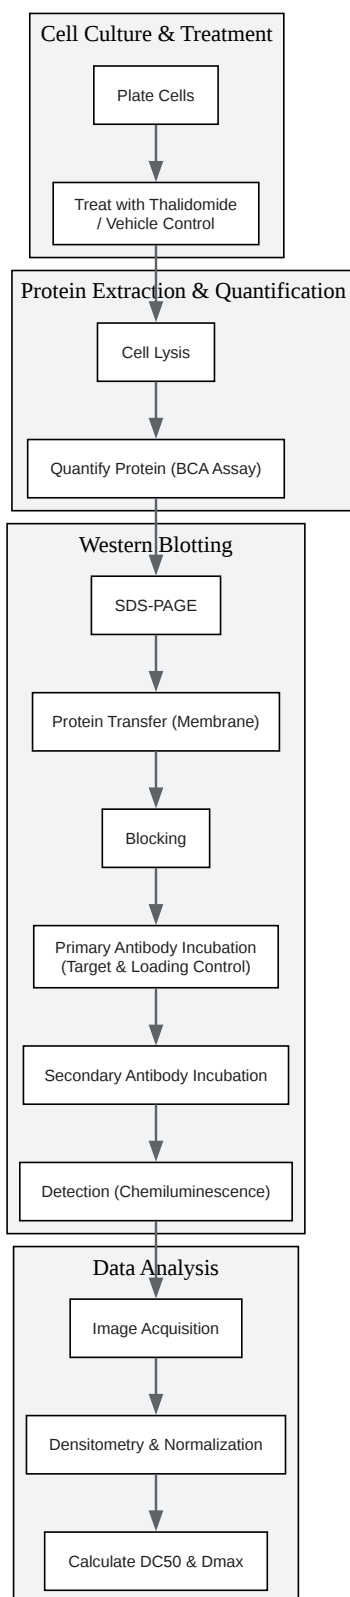 Cell Culture & Treatment
Plate Cells
Treat with Thalidomide
/ Vehicle Control
Protein Extraction & Quantification
Cell Lysis
Quantify Protein (BCA Assay)
Western Blotting
SDS-PAGE
Protein Transfer (Membrane)
Blocking
Primary Antibody Incubation
(Target & Loading Control)
Secondary Antibody Incubation
Detection (Chemiluminescence)
Data Analysis
Image Acquisition
Densitometry & Normalization
Calculate DC50 & Dmax